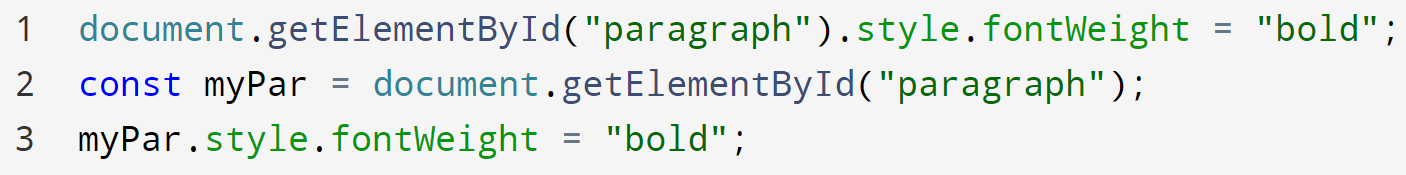 1 document.getElementById("paragraph").style.fontWeight = "bold";
2 const myPar = document.getElementById("paragraph");
3 myPar.style.fontWeight = "bold";